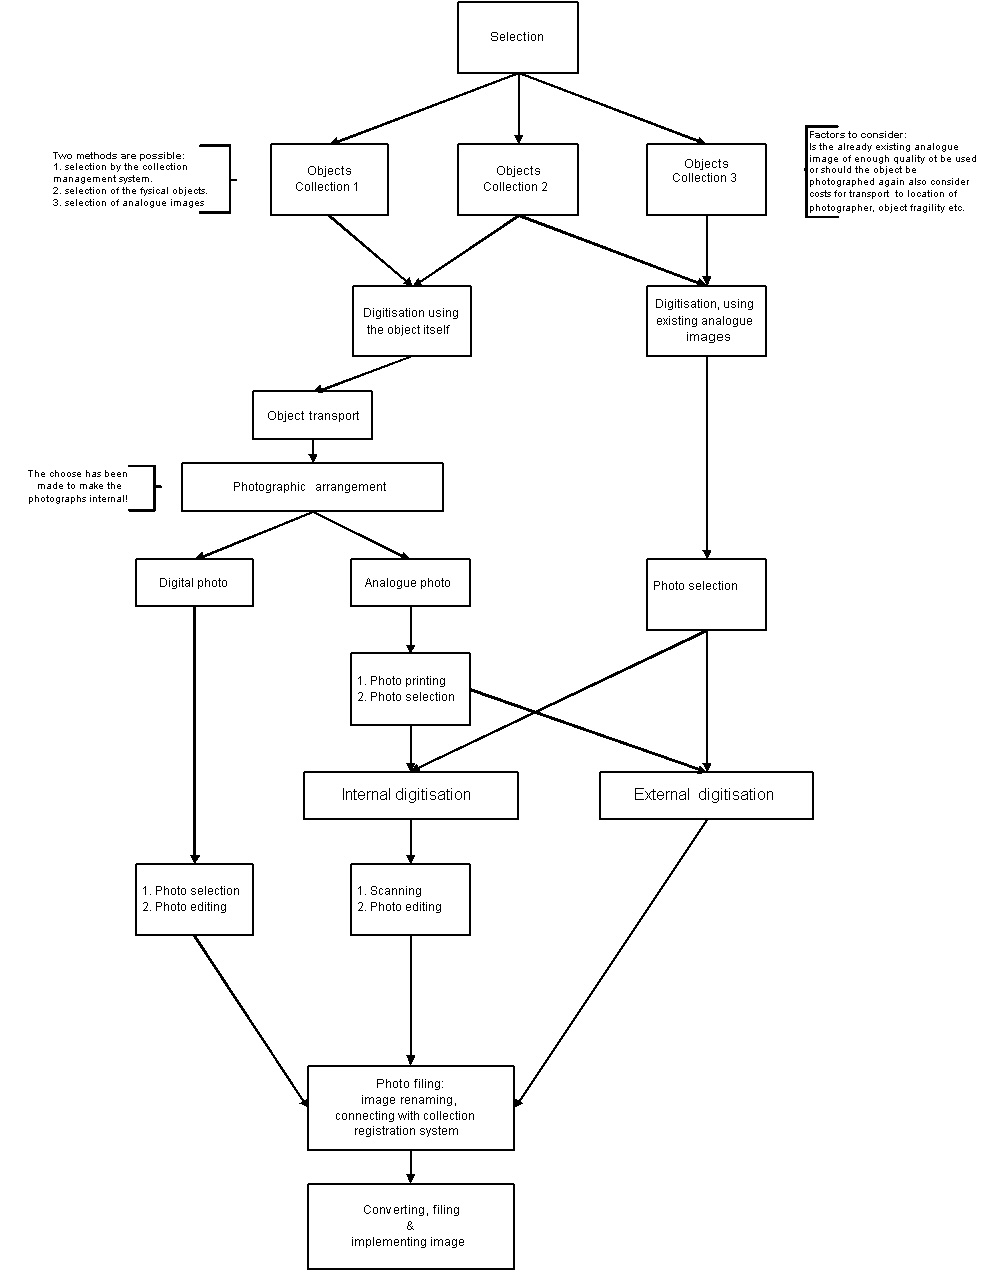 Selection
Two methods are possible:
1. selection by the collection
management system.
2. selection of the fysical objects.
3. selection of analogue images
Objects
Collection 1
Objects
Collection 2
Objects
Collection 3
Factors to consider:
Is the already existing analogue
image of enough quality ot be used
or should the object be
photographed again also consider
costs for transport to location of
photographer, object fragility etc.
Digitisation using
the object itself
Digitisation, using
existing analogue
images
Object transport
The choose has been
made to make the
photographs internal!
Photographic arrangement
Digital photo
Analogue photo
Photo selection
1. Photo printing
2. Photo selection
Internal digitisation
External digitisation
1. Photo selection
2. Photo editing
1. Scanning
2. Photo editing
Photo filing:
image renaming,
connecting with collection
registration system
Converting, filing
&
implementing image